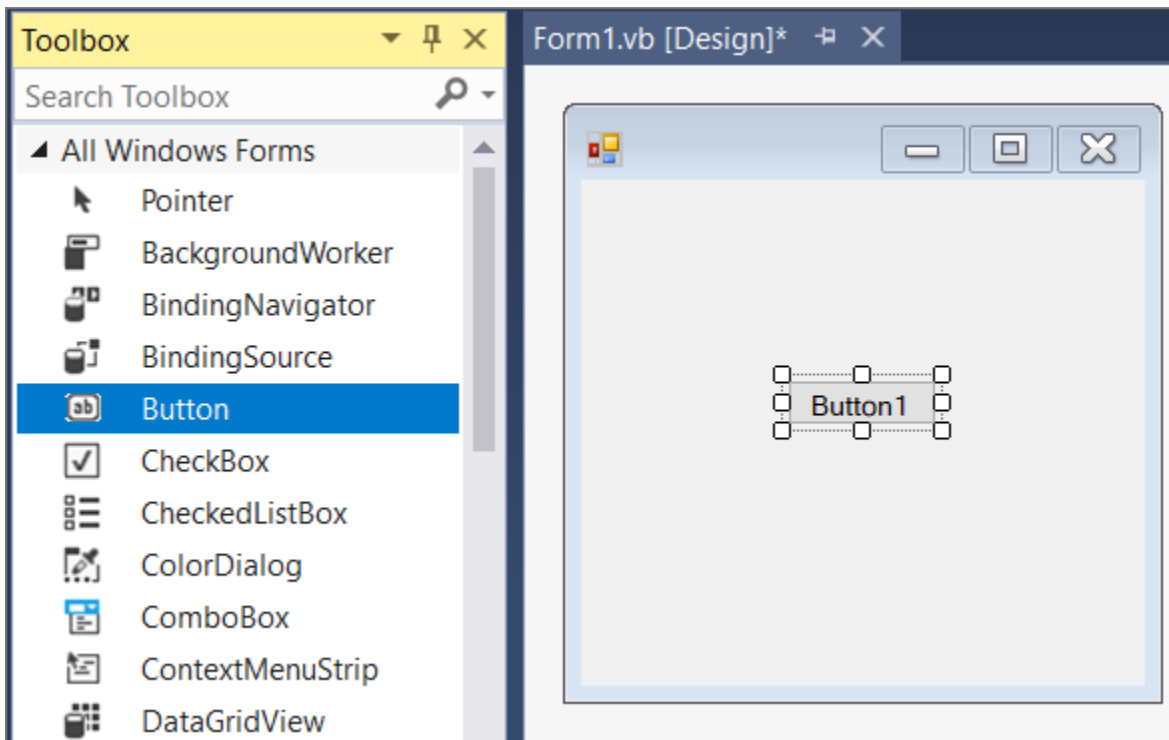 Toolbox
Search Toolbox
All Windows Forms
Pointer
BackgroundWorker
BindingNavigator
BindingSource
ab Button
CheckBox
CheckedListBox
ColorDialog
ComboBox
ContextMenuStrip
DataGridView
Form1.vb [Design]*
Button1